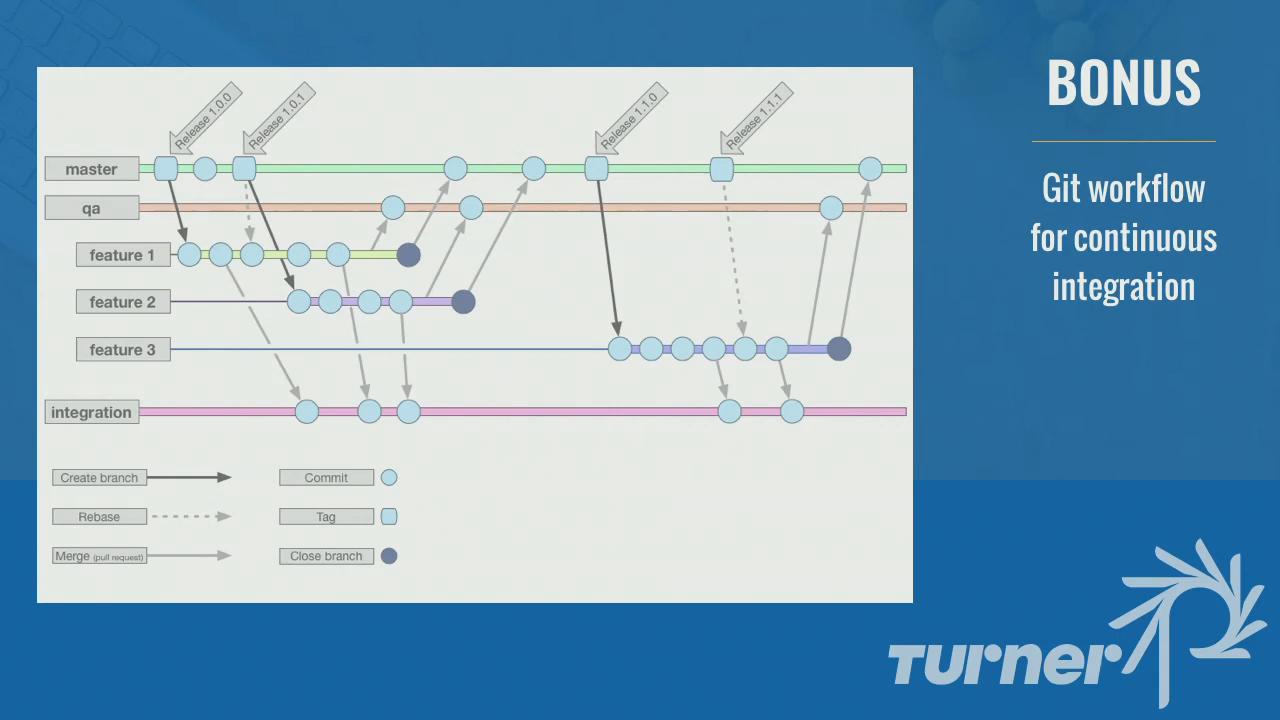 BONUS
Git workflow
for continuous
integration
Release 1.0.0
Release 1.0.1
Release 1.1.0
Release 1.1.1
master
qa
feature 1
feature 2
feature 3
integration
Create branch
Commit
Rebase
Tag
Merge (pull request)
Close branch
TURNER